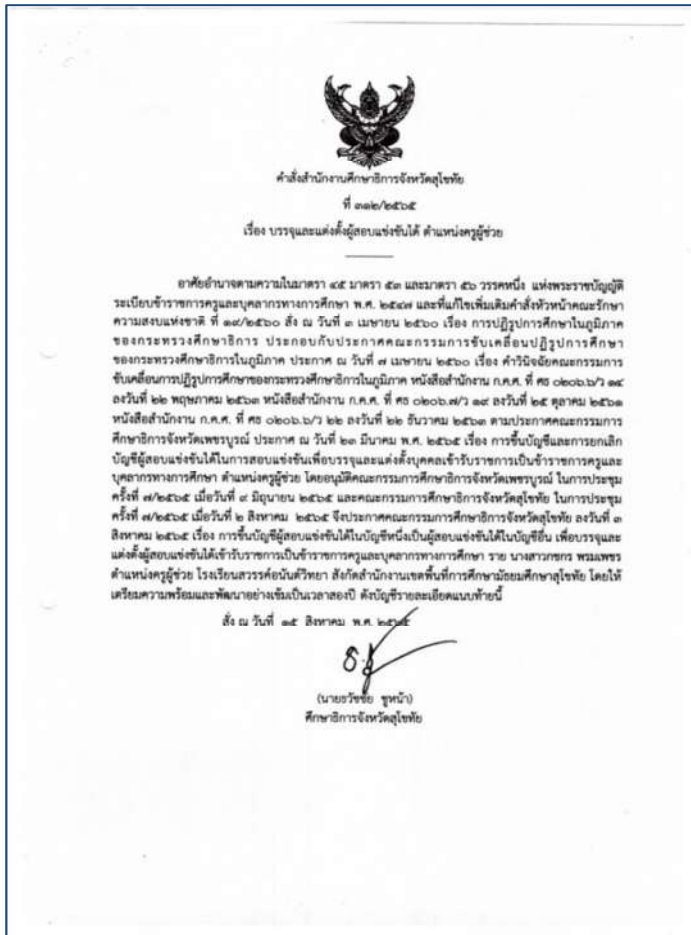 คำสั่งสำนักงานศึกษาธิการจังหวัดสุโขทัย
ที่ ๓๑๒/๒๕๖๕
เรื่อง บรรจุและแต่งตั้งผู้สอบแข่งขันได้ ตำแหน่งครูผู้ช่วย
อาศัยอำนาจตามความในมาตรา ๔๕ มาตรา ๕๓ และมาตรา ๕๖ วรรคหนึ่ง แห่งพระราชบัญญัติ
ระเบียบข้าราชการครูและบุคลากรทางการศึกษา พ.ศ. ๒๕๔๗ และที่แก้ไขเพิ่มเติมคำสั่งหัวหน้าคณะรักษา
ความสงบแห่งชาติ ที่ ๑๙/๒๕๖๐ สั่ง ณ วันที่ ๓ เมษายน ๒๕๖๐ เรื่อง การปฏิรูปการศึกษาในภูมิภาค
ของกระทรวงศึกษาธิการ ประกอบกับประกาศคณะกรรมการขับเคลื่อนปฏิรูปการศึกษา
ของกระทรวงศึกษาธิการในภูมิภาค ประกาศ ณ วันที่ ๗ เมษายน ๒๕๖๐ เรื่อง คำวินิจฉัยคณะกรรมการ
ขับเคลื่อนการปฏิรูปการศึกษาของกระทรวงศึกษาธิการในภูมิภาค หนังสือสำนักงาน ก.ค.ศ. ที่ ศธ ๐๒๐๖.๖/ว ๑๔
ลงวันที่ ๒๒ พฤษภาคม ๒๕๖๓ หนังสือสำนักงาน ก.ค.ศ. ที่ ศธ ๐๒๐๖.๗/ว ๑๙ ลงวันที่ ๒๕ ตุลาคม ๒๕๖๑
หนังสือสำนักงาน ก.ค.ศ. ที่ ศธ ๐๒๐๖.๖/ว ๒๒ ลงวันที่ ๒๒ ธันวาคม ๒๕๖๓ ตามประกาศคณะกรรมการ
ศึกษาธิการจังหวัดเพชรบูรณ์ ประกาศ ณ วันที่ ๒๓ มีนาคม พ.ศ. ๒๕๖๕ เรื่อง การขึ้นบัญชีและการยกเลิก
บัญชีผู้สอบแข่งขันได้ในการสอบแข่งขันเพื่อบรรจุและแต่งตั้งบุคคลเข้ารับราชการเป็นข้าราชการครูและ
บุคลากรทางการศึกษา ตำแหน่งครูผู้ช่วย โดยอนุมัติคณะกรรมการศึกษาธิการจังหวัดเพชรบูรณ์ ในการประชุม
ครั้งที่ ๗/๒๕๖๕ เมื่อวันที่ ๙ มิถุนายน ๒๕๖๕ และคณะกรรมการศึกษาธิการจังหวัดสุโขทัย ในการประชุม
ครั้งที่ ๗/๒๕๖๕ เมื่อวันที่ ๒ สิงหาคม ๒๕๖๕ จึงประกาศคณะกรรมการศึกษาธิการจังหวัดสุโขทัย ลงวันที่ ๓
สิงหาคม ๒๕๖๕ เรื่อง การขึ้นบัญชีผู้สอบแข่งขันได้ในบัญชีหนึ่งเป็นผู้สอบแข่งขันได้ในบัญชีอื่น เพื่อบรรจุและ
แต่งตั้งผู้สอบแข่งขันได้เข้ารับราชการเป็นข้าราชการครูและบุคลากรทางการศึกษา ราย นางสาวกชกร พรมเพชร
ตำแหน่งครูผู้ช่วย โรงเรียนสวรรค์อนันต์วิทยา สังกัดสำนักงานเขตพื้นที่การศึกษามัธยมศึกษาสุโขทัย โดยให้
เตรียมความพร้อมและพัฒนาอย่างเข้มเป็นเวลาสองปี ดังบัญชีรายละเอียดแนบท้ายนี้
สั่ง ณ วันที่ ๑๕ สิงหาคม พ.ศ. ๒๕๖๕
(นายธวัชชัย ชูหน้า)
ศึกษาธิการจังหวัดสุโขทัย